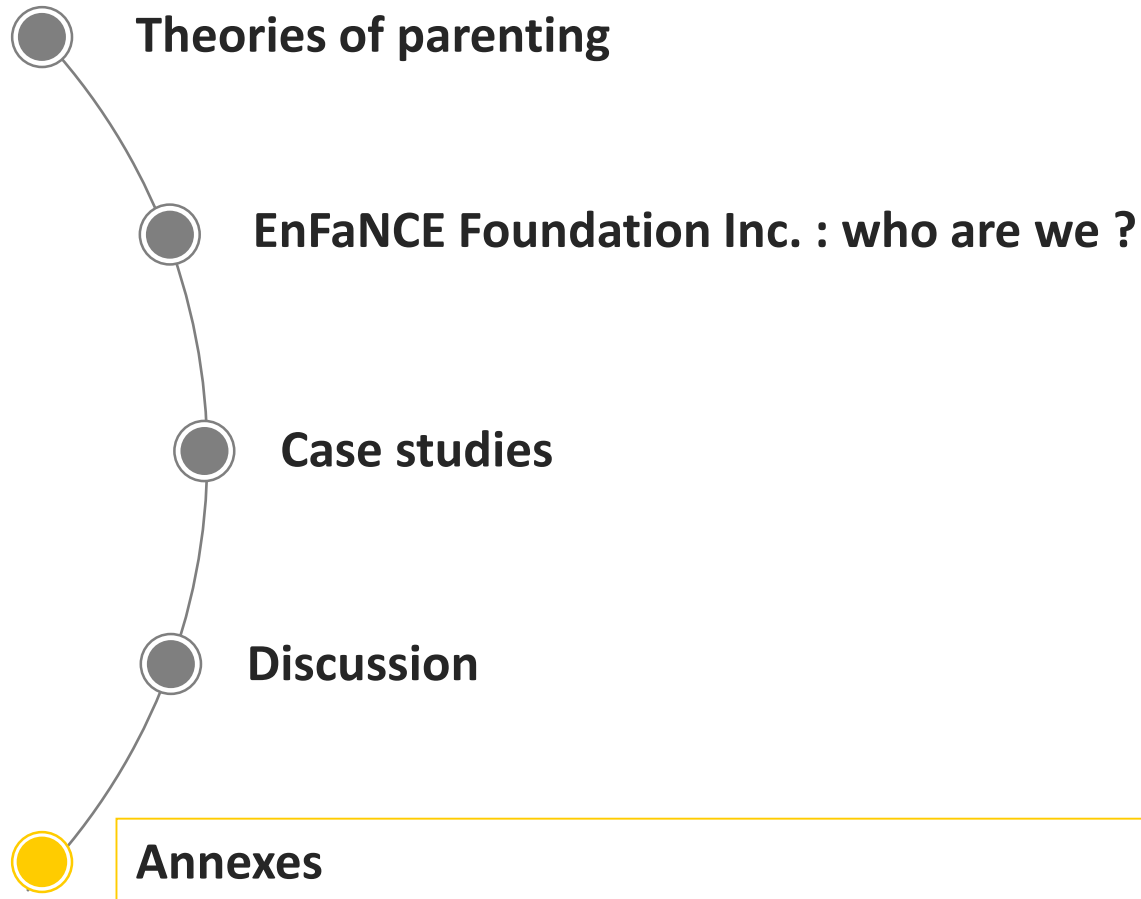 Theories of parenting
EnFaNCE Foundation Inc. : who are we ?
Case studies
Discussion
Annexes